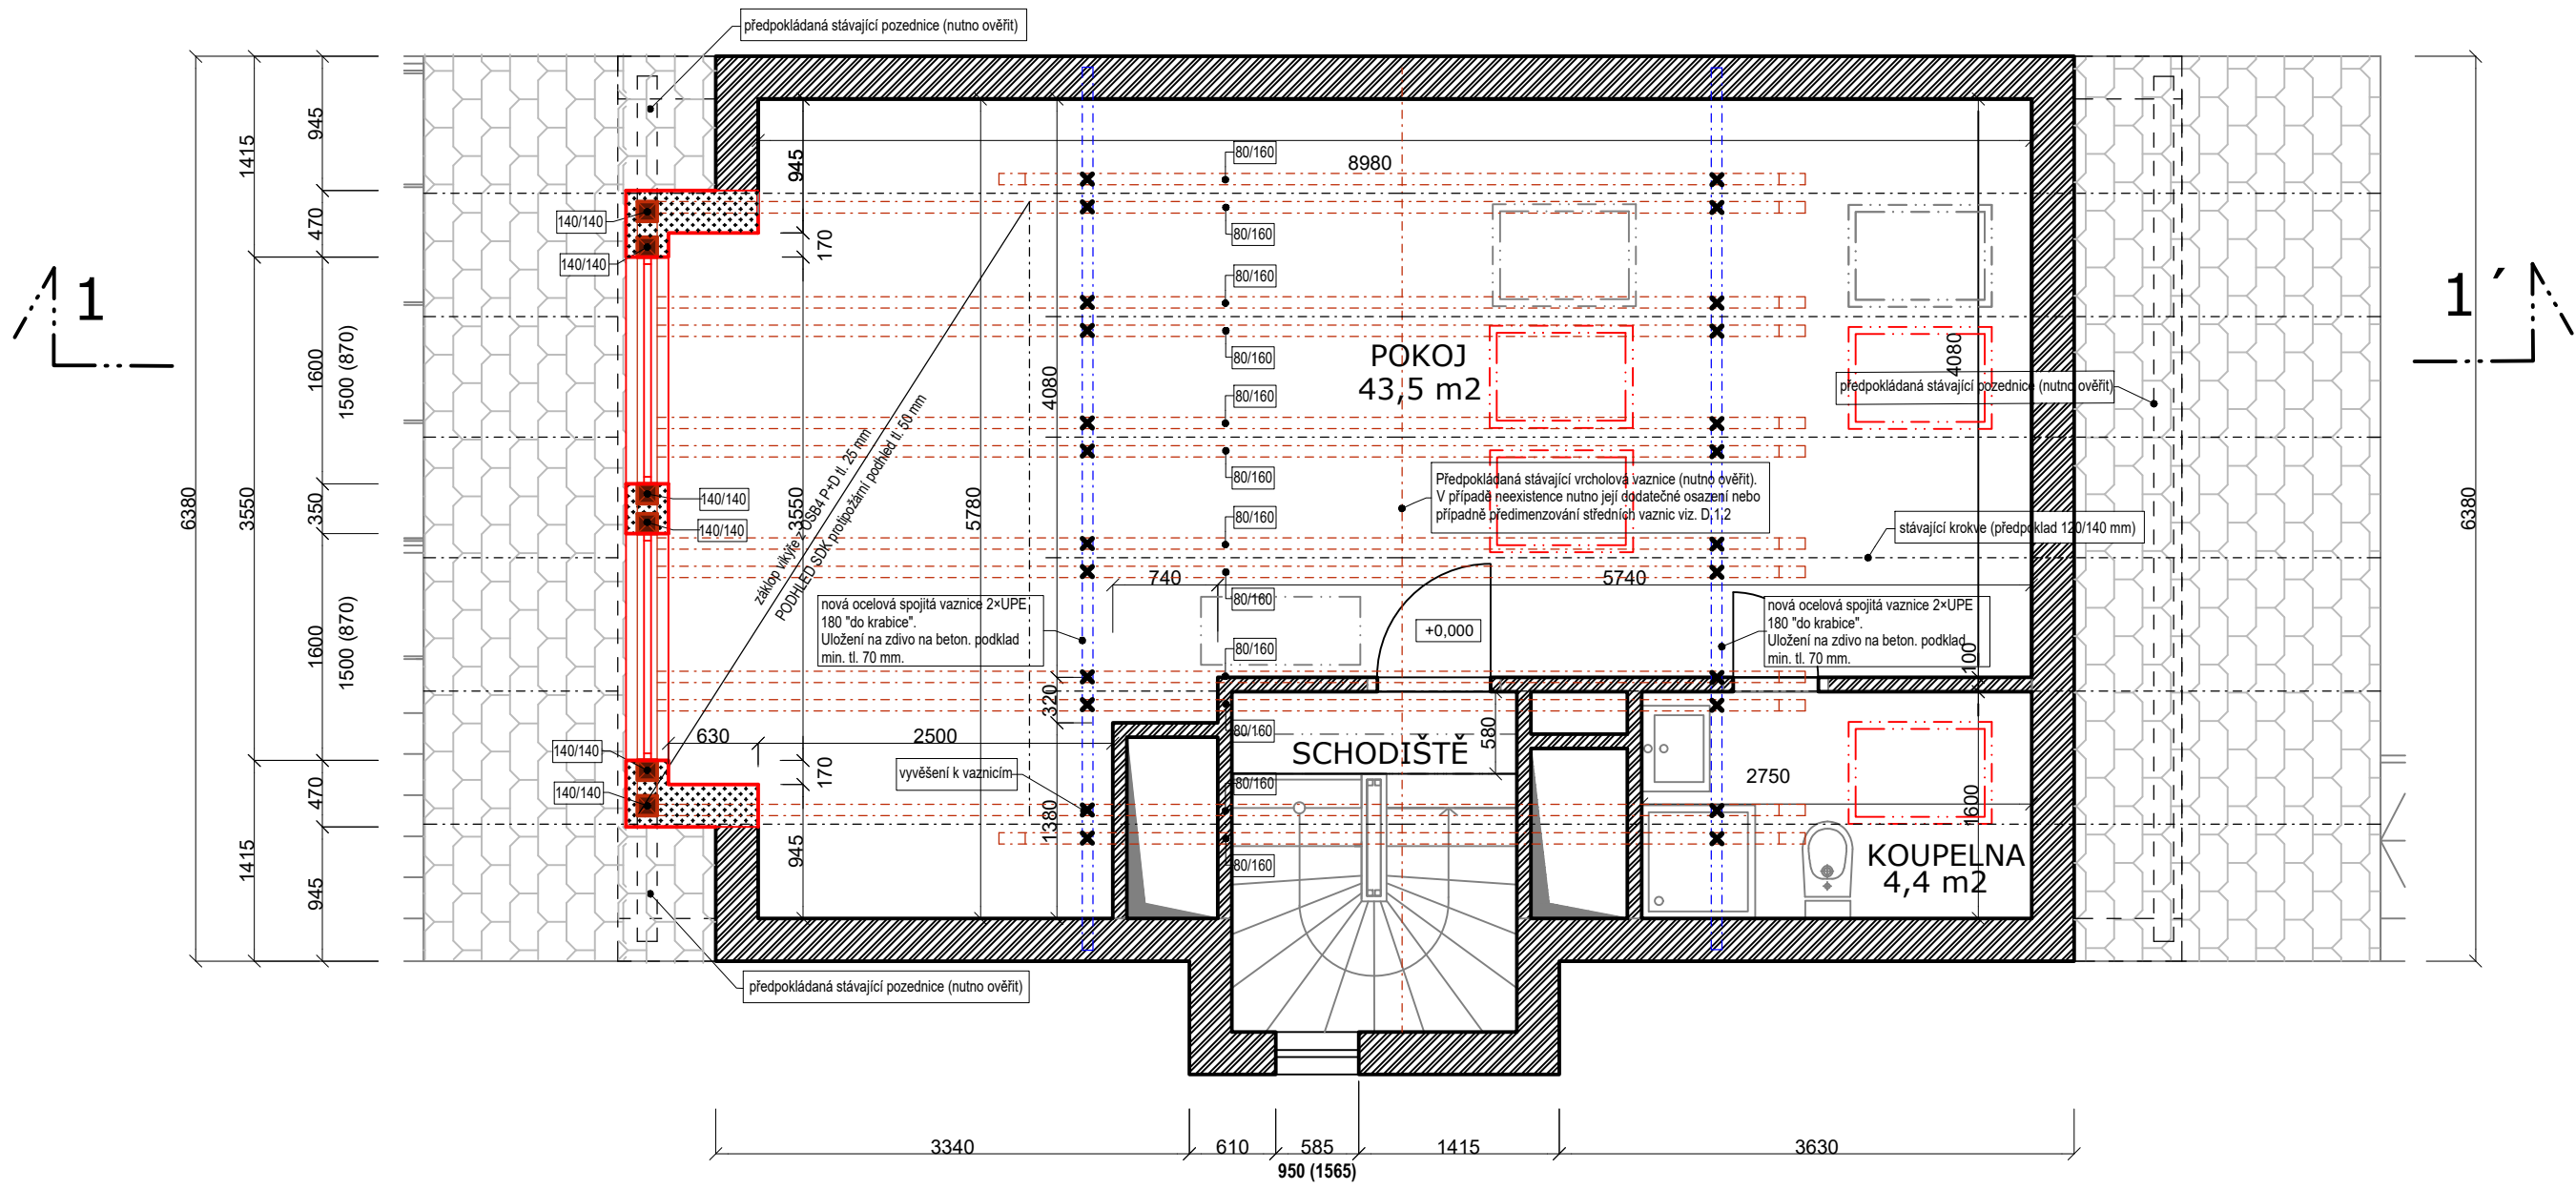 předpokládaná stávající pozednice (nutno ověřit)
945
1415
470
1600
1500 (870)
350
3550
6380
1600
1500 (870)
470
1415
945
1
1´
945
170
8980
80/160
80/160
80/160
80/160
80/160
80/160
80/160
80/160
80/160
80/160
80/160
80/160
140/140
140/140
140/140
140/140
140/140
140/140
4080
3550
5780
záklop vikýře z OSB4 P+D tl. 25 mm
PODHLED SDK protipožární podhled tl. 50 mm
POKOJ
43,5 m2
4080
předpokládaná stávající pozednice (nutno ověřit)
Předpokládaná stávající vrcholová vaznice (nutno ověřit).
V případě neexistence nutno její dodatečné osazení nebo
případně předimenzování středních vaznic viz. D.1.2
stávající krokve (předpoklad 120/140 mm)
6380
740
5740
nová ocelová spojitá vaznice 2×UPE
180 "do krabice".
Uložení na zdivo na beton. podklad
min. tl. 70 mm.
+0,000
nová ocelová spojitá vaznice 2×UPE
180 "do krabice".
Uložení na zdivo na beton. podklad
min. tl. 70 mm.
100
320
630
2500
580
SCHODIŠTĚ
170
vyvěšení k vaznicím
2750
1380
1600
945
KOUPELNA
4,4 m2
předpokládaná stávající pozednice (nutno ověřit)
3340
610
585
1415
3630
950 (1565)